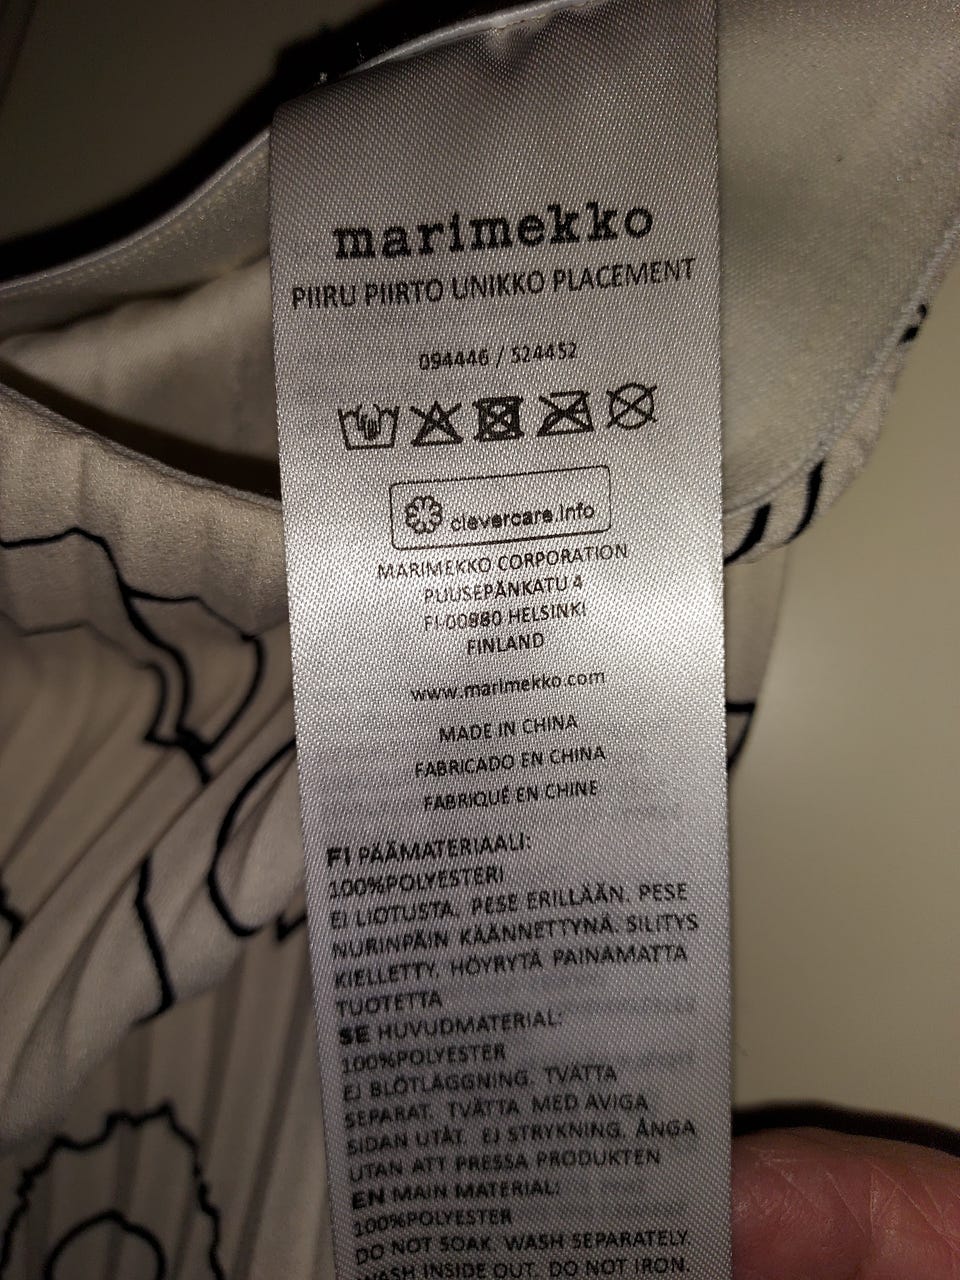 marimekko
PIIRU PIIRTO UNIKKO PLACEMENT
094446 / 524452
clevercare.info
MARIMEKKO CORPORATION
PUUSEPÄNKATU 4
FI-00880 HELSINKI
FINLAND
www.marimekko.com
MADE IN CHINA
FABRICADO EN CHINA
FABRIQUÉ EN CHINE
FI PÄÄMATERIAALI:
100%POLYESTERI
EI LIOTUSTA. PESE ERILLÄÄN. PESE
NURINPÄIN KÄÄNNETTYNÄ. SILITYS
KIELLETTY. HÖYRYTÄ PAINAMATTA
TUOTETTA
SE HUVUDMATERIAL:
100%POLYESTER
EJ BLÖTLÄGGNING. TVÄTTA
SEPARAT. TVÄTTA MED AVIGA
SIDAN UTÅT. EJ STRYKNING. ÅNGA
UTAN ATT PRESSA PRODUKTEN
EN MAIN MATERIAL:
100%POLYESTER
DO NOT SOAK. WASH SEPARATELY.
WASH INSIDE OUT. DO NOT IRON.